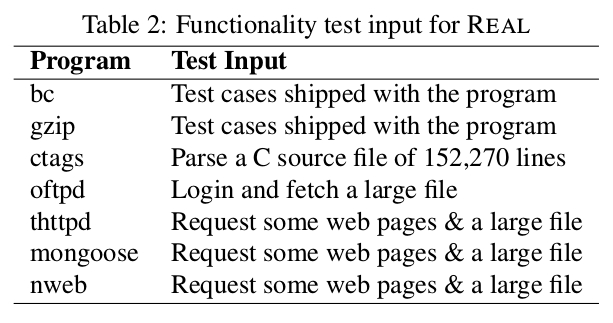 Table 2: Functionality test input for REAL
Program Test Input
bc Test cases shipped with the program
gzip Test cases shipped with the program
ctags Parse a C source file of 152,270 lines
oftpd Login and fetch a large file
thttpd Request some web pages & a large file
mongoose Request some web pages & a large file
nweb Request some web pages & a large file